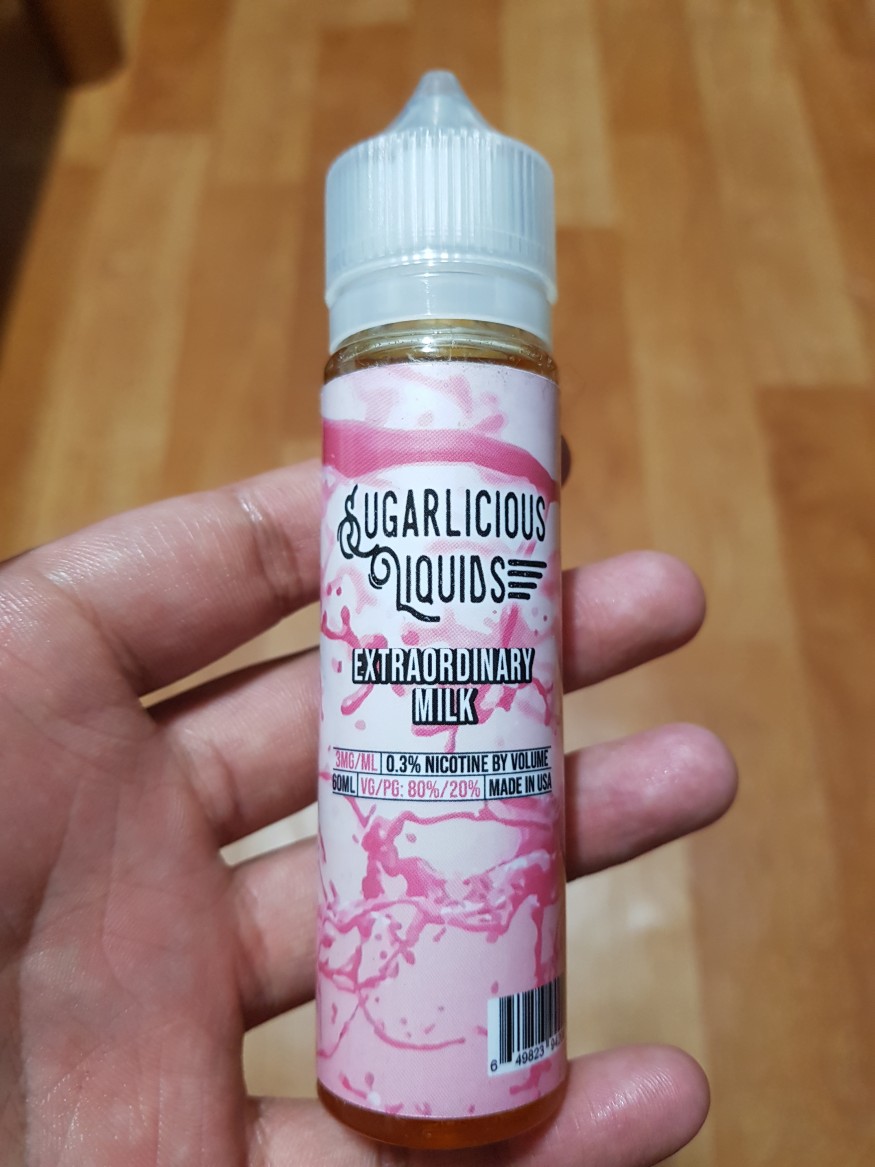 SUGARLICIOUS
LIQUIDS
EXTRAORDINARY
MILK
3MG/ML 0.3% NICOTINE BY VOLUME
60ML VG/PG: 80%/20% MADE IN USA
6 49823